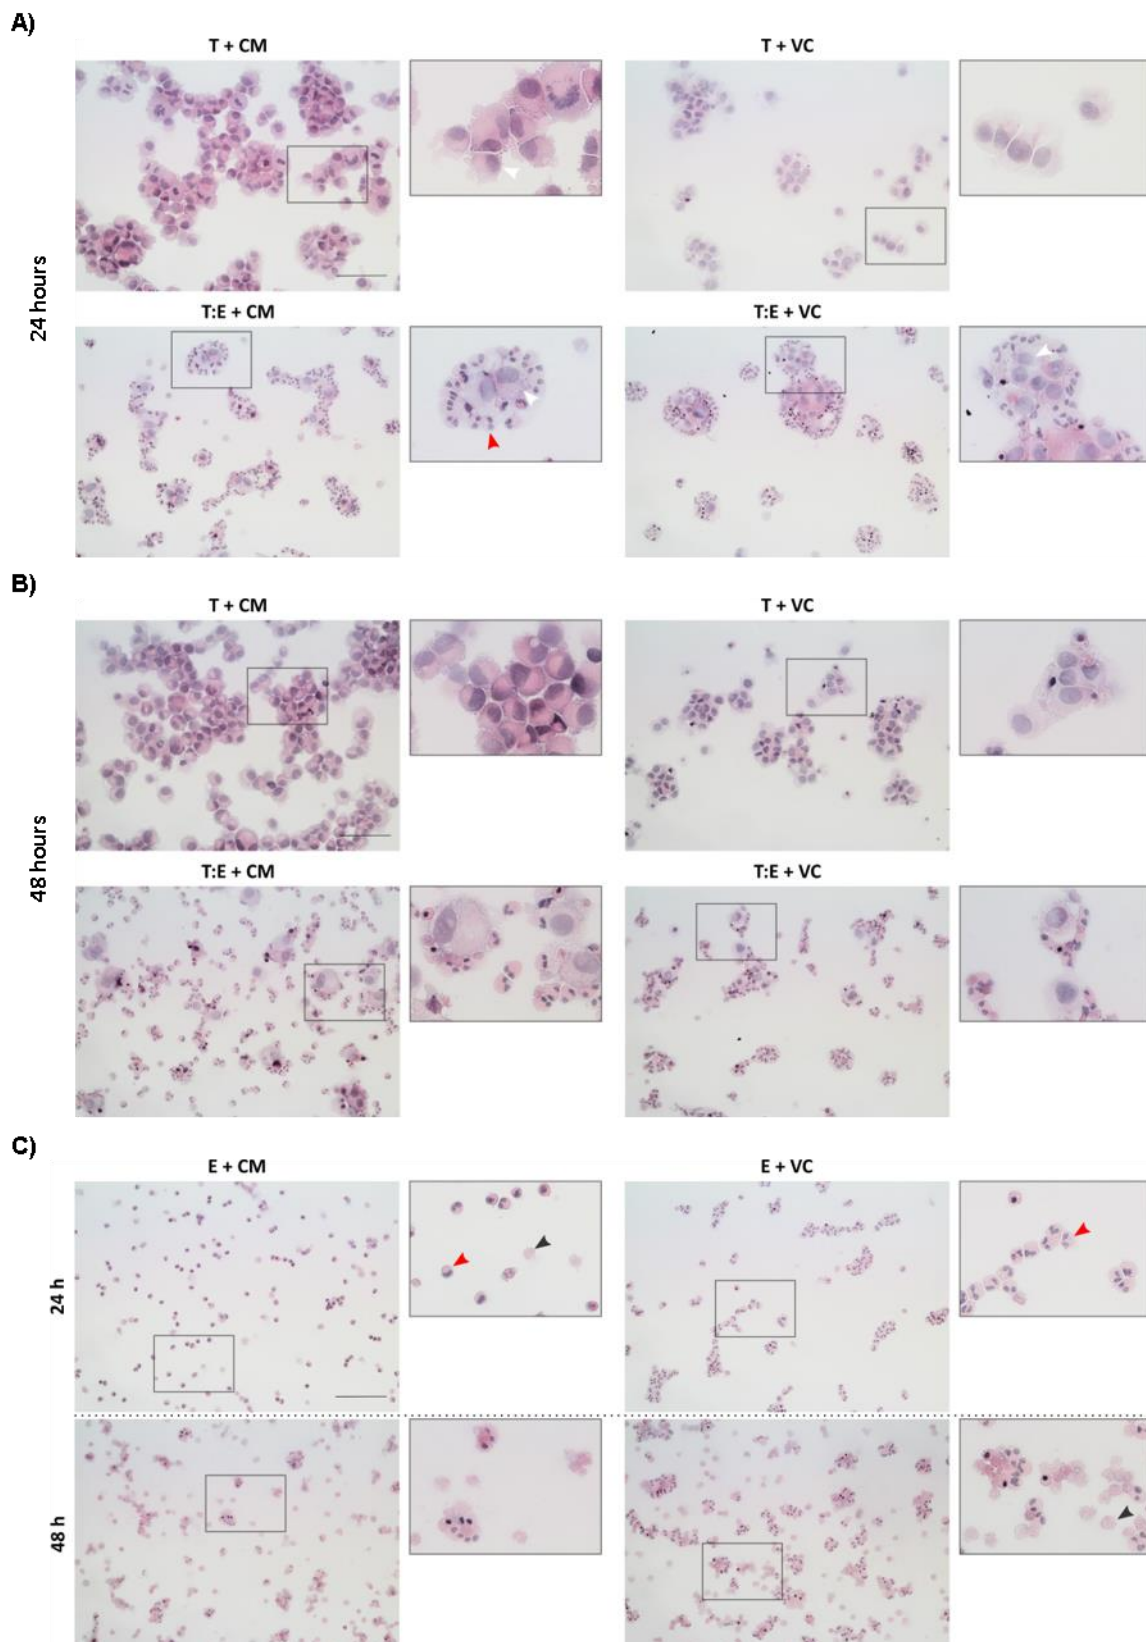 A)
T + CM
T + VC
24 hours
T:E + CM
T:E + VC
B)
T + CM
T + VC
48 hours
T:E + CM
T:E + VC
C)
E + CM
E + VC
24 h
48 h